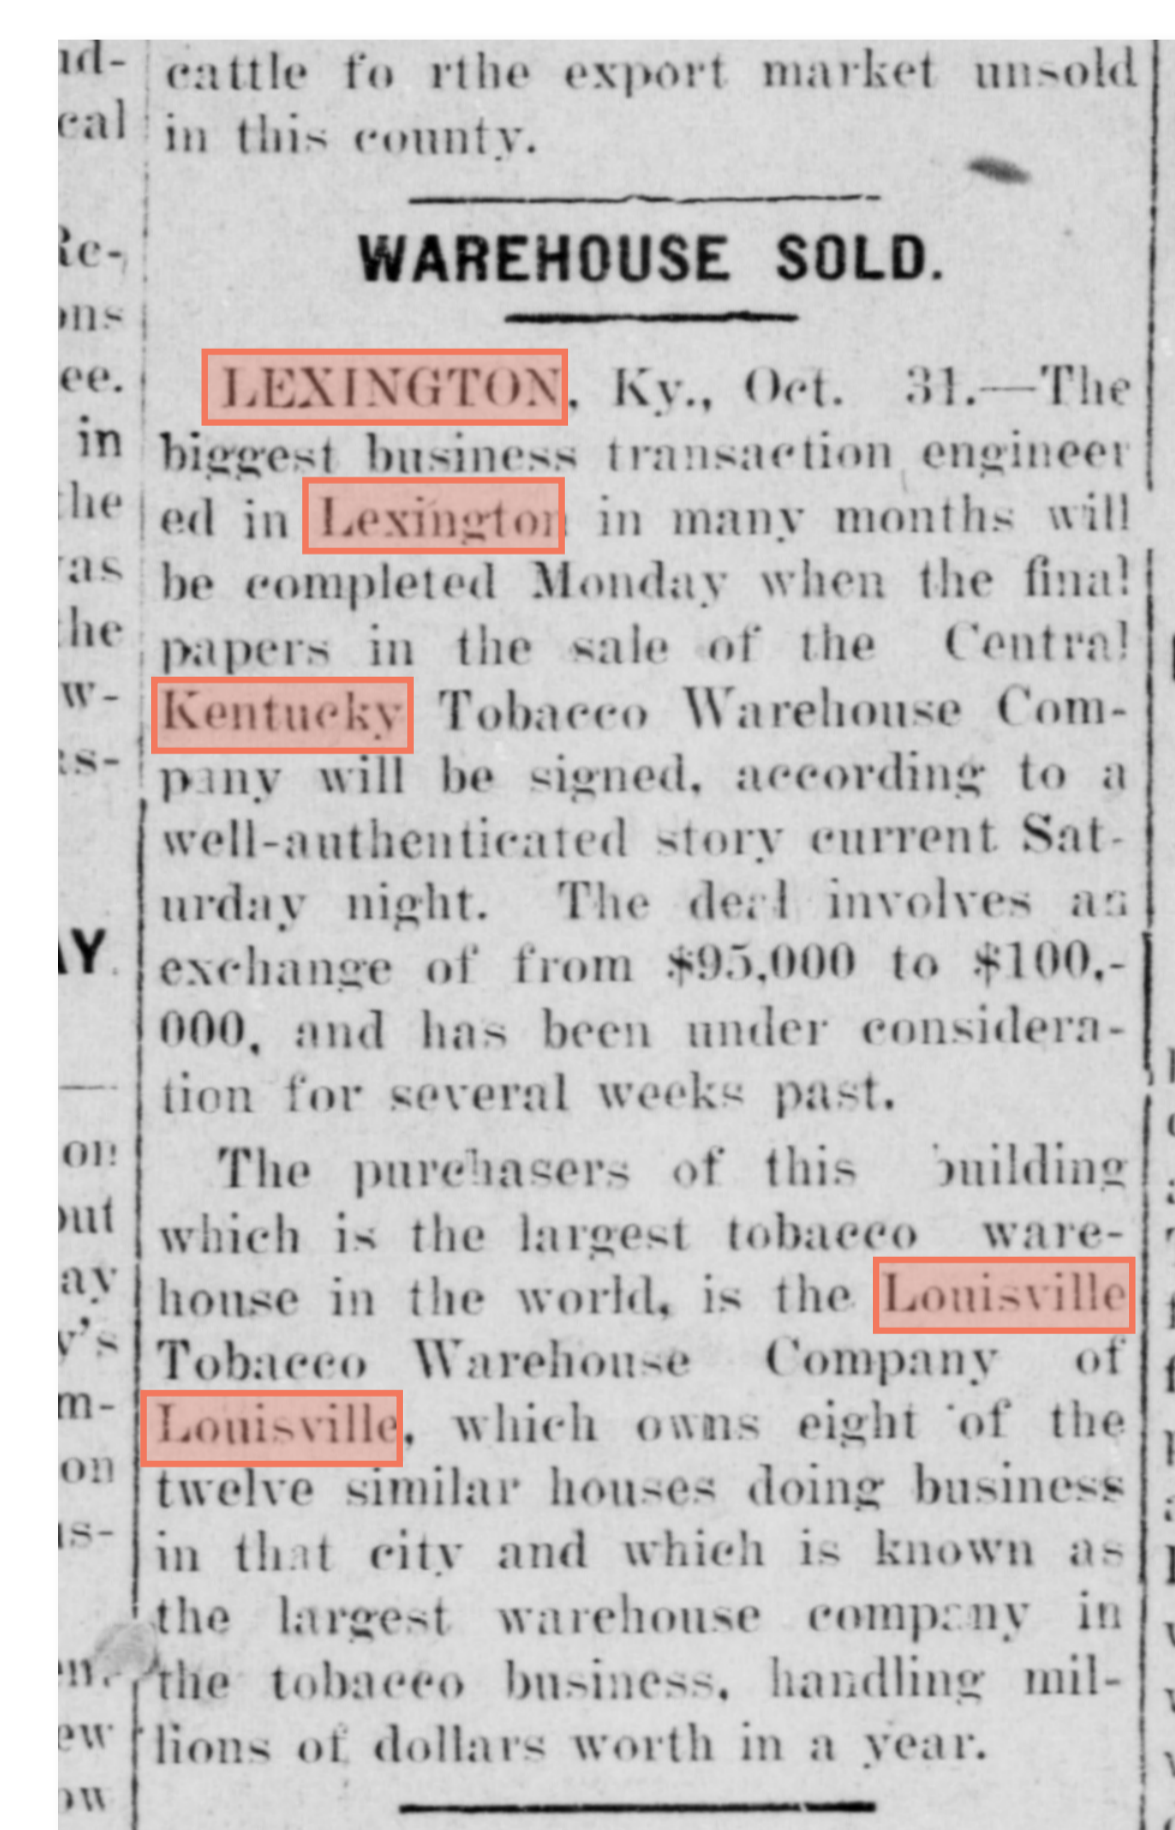 cattle fo rthe export market unsold
in this county.
WAREHOUSE SOLD.
LEXINGTON, Ky., Oct. 31.—The
biggest business transaction engineer
ed in Lexington in many months will
be completed Monday when the final
papers in the sale of the Central
Kentucky Tobacco Warehouse Com-
pany will be signed, according to a
well-authenticated story current Sat-
urday night. The deal involves an
exchange of from $95,000 to $100,-
000, and has been under considera-
tion for several weeks past.
The purchasers of this building
which is the largest tobacco ware-
house in the world, is the Louisville
Tobacco Warehouse Company of
Louisville, which owns eight of the
twelve similar houses doing business
in that city and which is known as
the largest warehouse company in
the tobacco business, handling mil-
lions of dollars worth in a year.